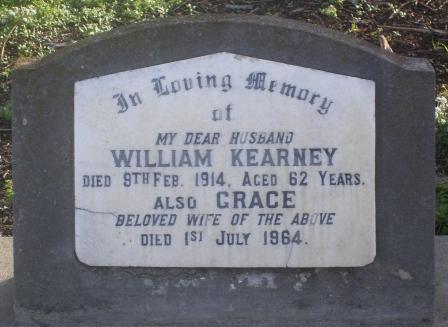 In Loving Memory
of
MY DEAR HUSBAND
WILLIAM KEARNEY
DIED 9TH FEB. 1914, AGED 62 YEARS.
ALSO GRACE
BELOVED WIFE OF THE ABOVE
DIED 1ST JULY 1964.